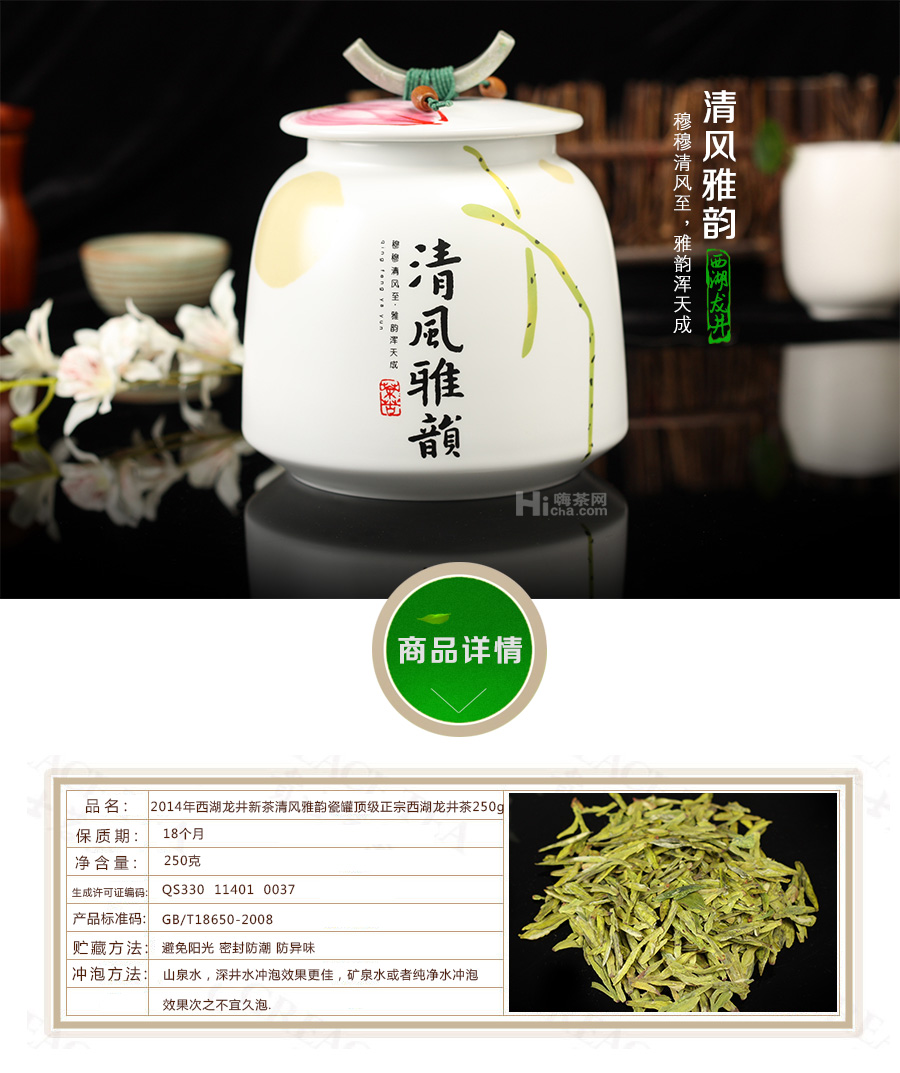 清风雅韵
穆穆清风至，雅韵浑天成
西湖龙井
清風雅韻
穆穆清风至·雅韵浑天成
qing feng ya yun
Hi嗨茶网
cha.com
商品详情
品名： 2014年西湖龙井新茶清风雅韵瓷罐顶级正宗西湖龙井茶250g
保质期： 18个月
净含量： 250克
生成许可证编码: QS330 11401 0037
产品标准码: GB/T18650-2008
贮藏方法: 避免阳光 密封防潮 防异味
冲泡方法: 山泉水，深井水冲泡效果更佳，矿泉水或者纯净水冲泡
效果次之不宜久泡.